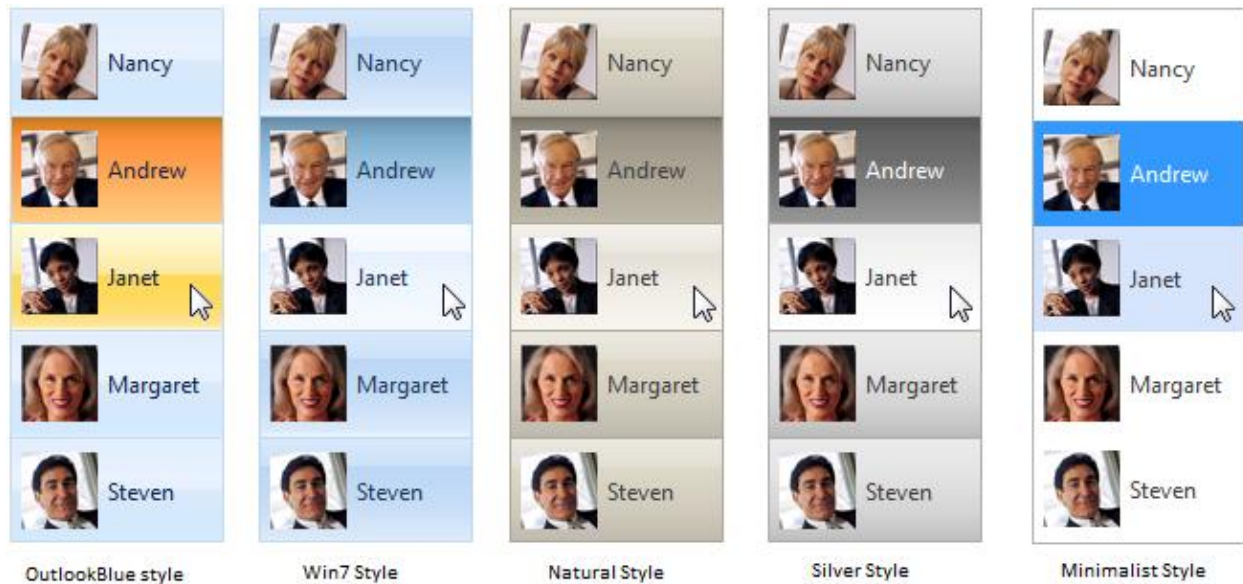 Nancy
Andrew
Janet
Margaret
Steven
OutlookBlue style
Nancy
Andrew
Janet
Margaret
Steven
Win7 Style
Nancy
Andrew
Janet
Margaret
Steven
Natural Style
Nancy
Andrew
Janet
Margaret
Steven
Silver Style
Nancy
Andrew
Janet
Margaret
Steven
Minimalist Style